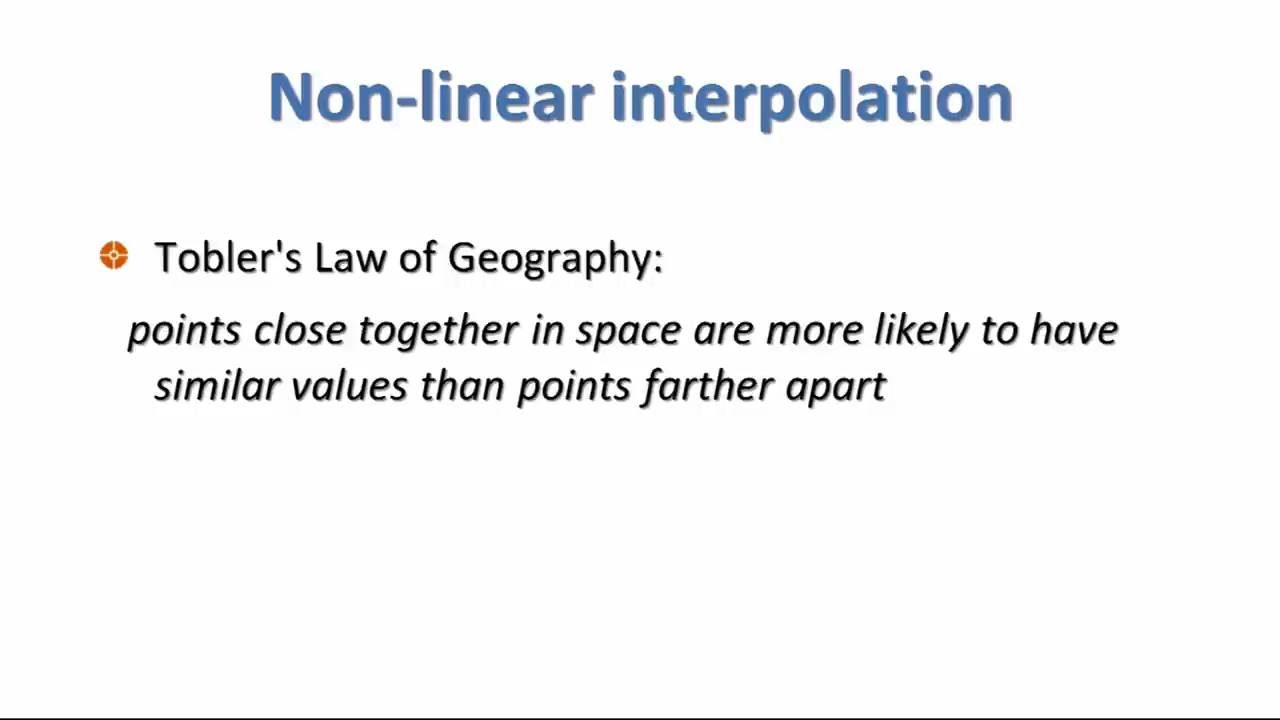 Non-linear interpolation
Tobler's Law of Geography:
points close together in space are more likely to have
similar values than points farther apart